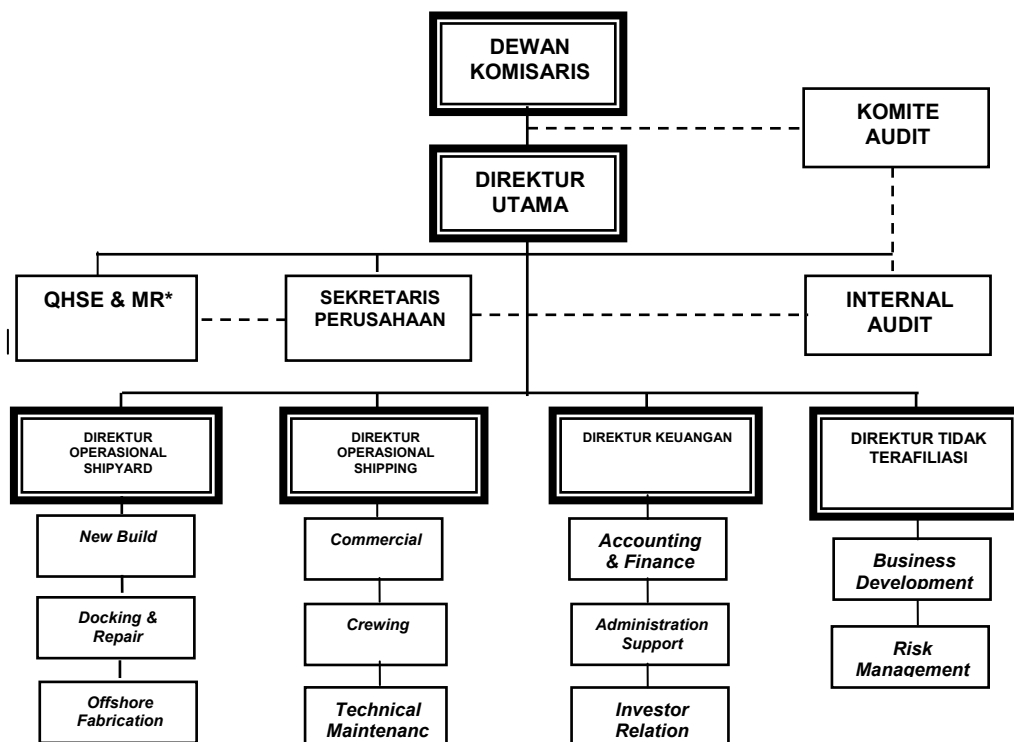 DEWAN
KOMISARIS
KOMITE
AUDIT
DIREKTUR
UTAMA
QHSE & MR*
SEKRETARIS
PERUSAHAAN
INTERNAL
AUDIT
DIREKTUR
OPERASIONAL
SHIPYARD
DIREKTUR
OPERASIONAL
SHIPPING
DIREKTUR KEUANGAN
DIREKTUR TIDAK
TERAFILIASI
New Build
Docking &
Repair
Offshore
Fabrication
Commercial
Crewing
Technical
Maintenanc
Accounting
& Finance
Administration
Support
Investor
Relation
Business
Development
Risk
Management